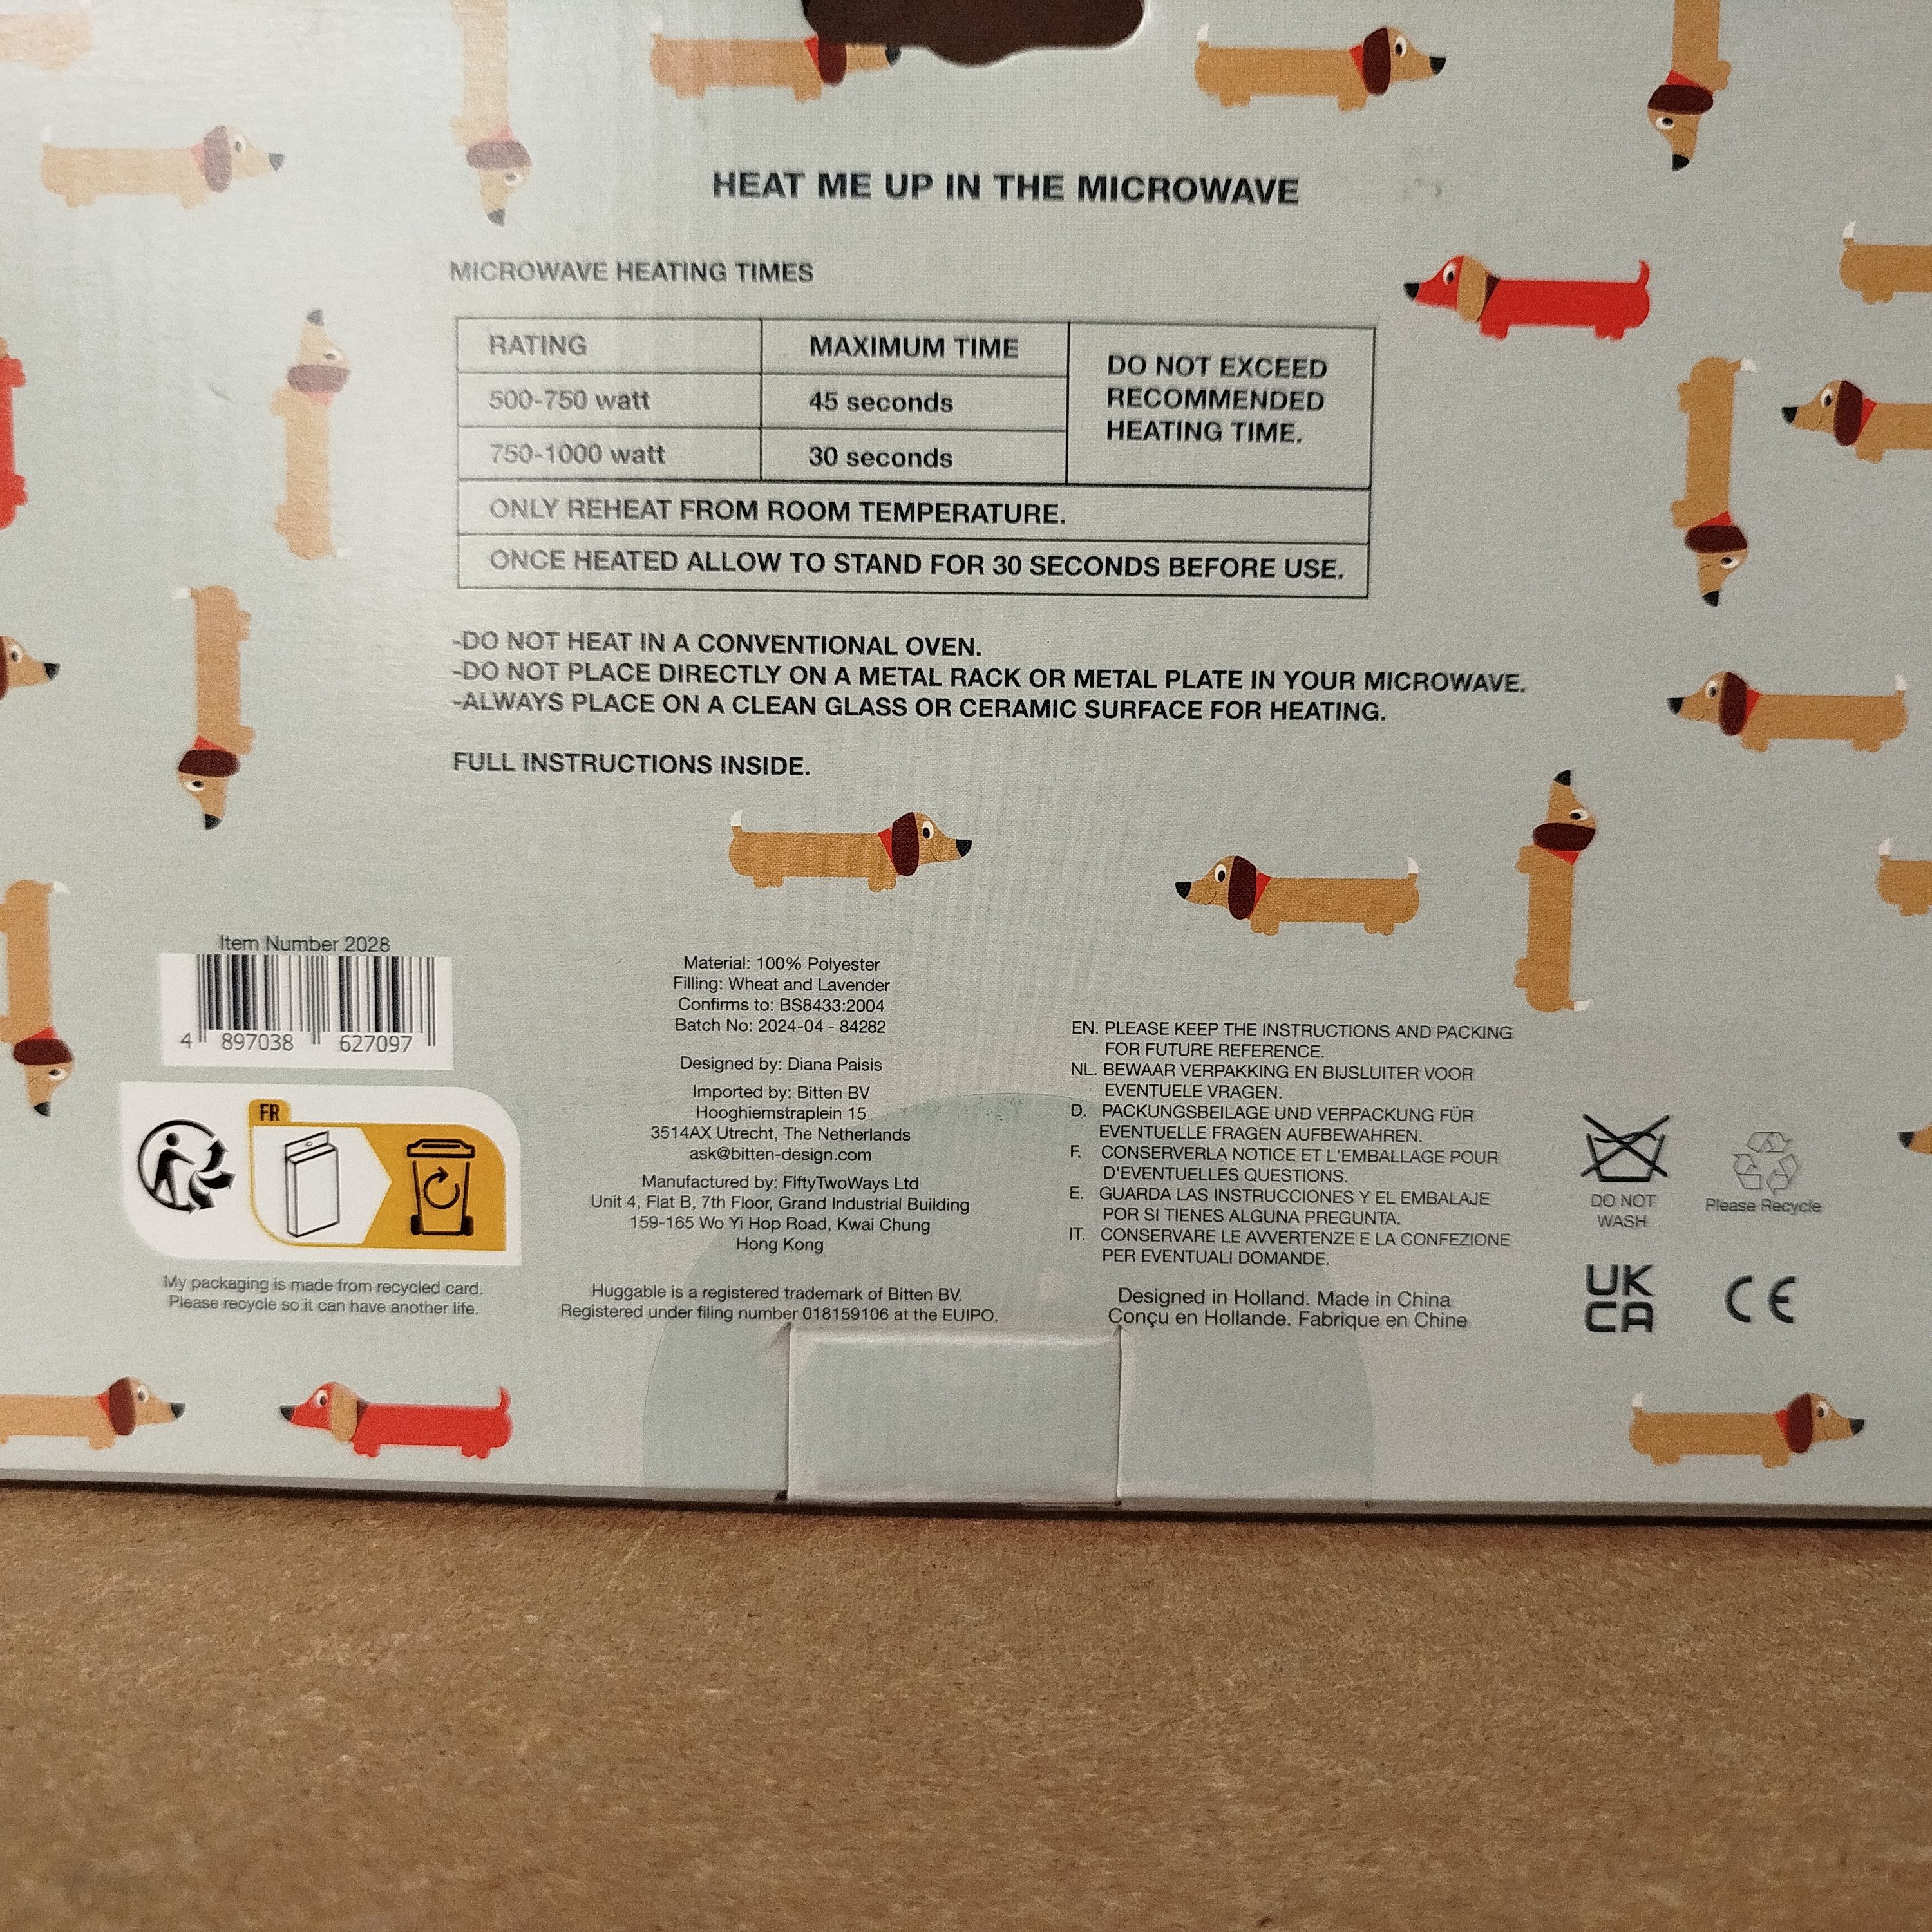 HEAT ME UP IN THE MICROWAVE
MICROWAVE HEATING TIMES
RATING
MAXIMUM TIME
500-750 watt
45 seconds
750-1000 watt
30 seconds
DO NOT EXCEED
RECOMMENDED
HEATING TIME.
ONLY REHEAT FROM ROOM TEMPERATURE.
ONCE HEATED ALLOW TO STAND FOR 30 SECONDS BEFORE USE.
-DO NOT HEAT IN A CONVENTIONAL OVEN.
-DO NOT PLACE DIRECTLY ON A METAL RACK OR METAL PLATE IN YOUR MICROWAVE.
-ALWAYS PLACE ON A CLEAN GLASS OR CERAMIC SURFACE FOR HEATING.
FULL INSTRUCTIONS INSIDE.
Item Number 2028
4 897038 627097
FR
My packaging is made from recycled card.
Please recycle so it can have another life.
Material: 100% Polyester
Filling: Wheat and Lavender
Confirms to: BS8433:2004
Batch No: 2024-04 - 84282
Designed by: Diana Paisis
Imported by: Bitten BV
Hooghiemstraplein 15
3514AX Utrecht, The Netherlands
ask@bitten-design.com
Manufactured by: FiftyTwoWays Ltd
Unit 4, Flat B, 7th Floor, Grand Industrial Building
159-165 Wo Yi Hop Road, Kwai Chung
Hong Kong
Huggable is a registered trademark of Bitten BV.
Registered under filing number 018159106 at the EUIPO.
EN. PLEASE KEEP THE INSTRUCTIONS AND PACKING
FOR FUTURE REFERENCE.
NL. BEWAAR VERPAKKING EN BIJSLUITER VOOR
EVENTUELE VRAGEN.
D. PACKUNGSBEILAGE UND VERPACKUNG FÜR
EVENTUELLE FRAGEN AUFBEWAHREN.
F. CONSERVERLA NOTICE ET L'EMBALLAGE POUR
D'EVENTUELLES QUESTIONS.
E. GUARDA LAS INSTRUCCIONES Y EL EMBALAJE
POR SI TIENES ALGUNA PREGUNTA.
IT. CONSERVARE LE AVVERTENZE E LA CONFEZIONE
PER EVENTUALI DOMANDE.
Designed in Holland. Made in China
Conçu en Hollande. Fabrique en Chine
DO NOT
WASH
Please Recycle
UK
CA
CE